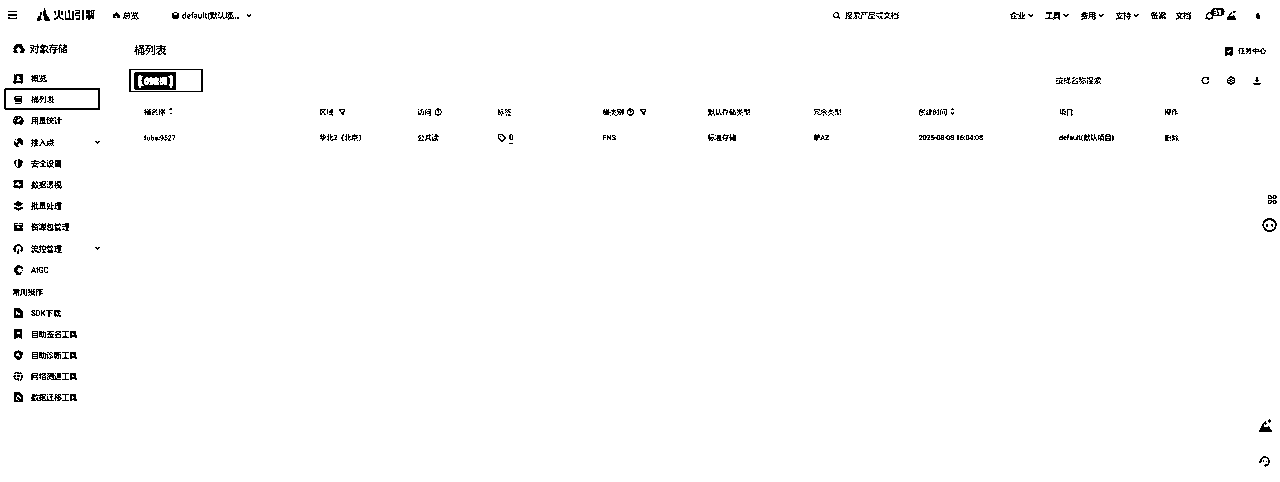 火山引擎 总览 default(默认项... 搜索产品或文档 企业 工具 费用 支持 备案 文档 31
对象存储
桶列表
任务中心
概览
桶列表
用量统计
接入点
安全设置
数据透视
批量处理
资源包管理
流控管理
AIGC
常用操作
SDK下载
自助签名工具
自助诊断工具
网络测速工具
数据迁移工具
创建桶
按桶名称搜索
桶名称 区域 访问 标签 桶类别 默认存储类型 冗余类型 创建时间 项目 操作
华北2 (北京) 公共读 0 FNS 标准存储 单AZ default(默认项目) 删除